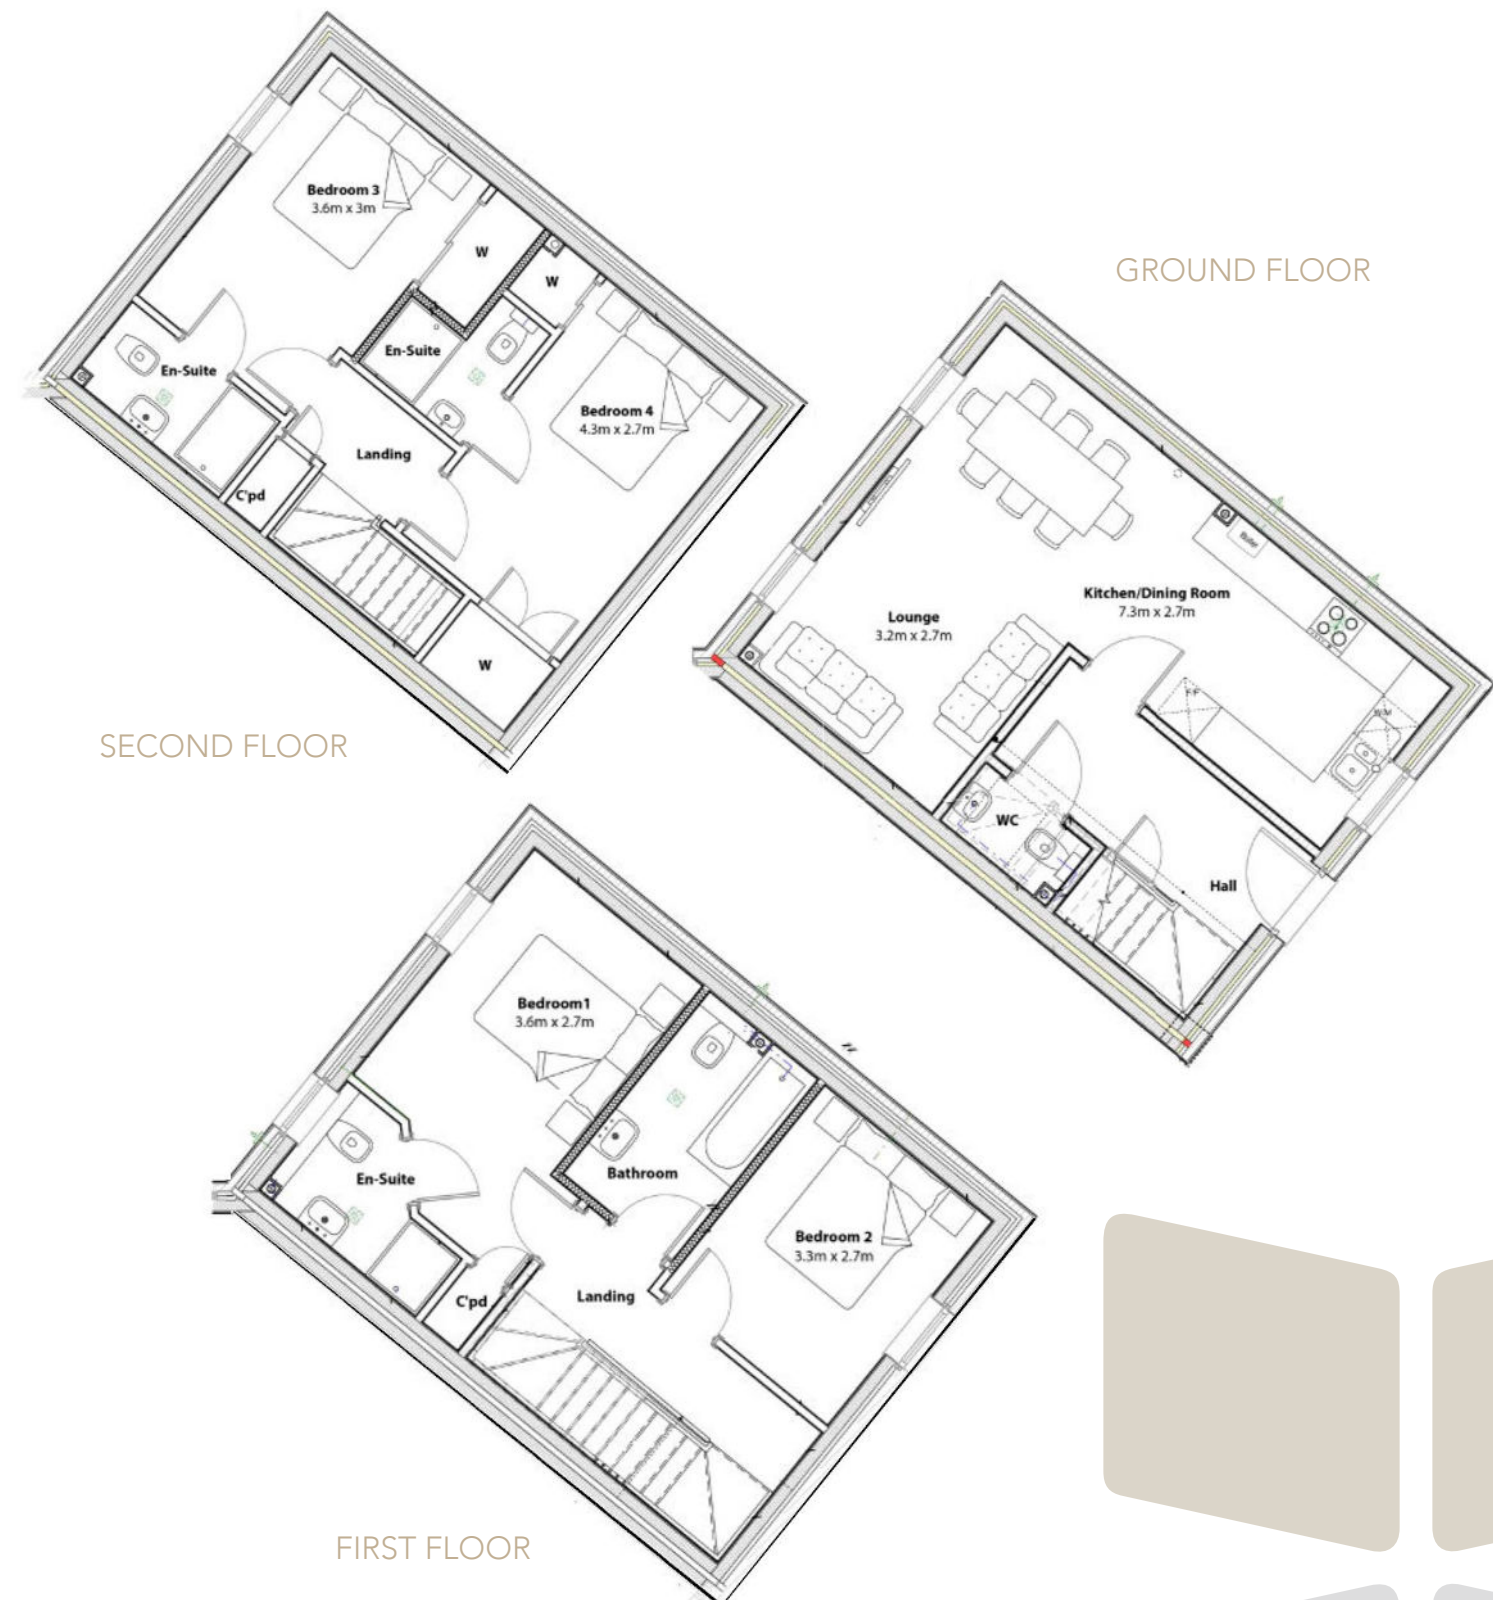 Bedroom 3
3.6m x 3m
W
W
En-Suite
En-Suite
Bedroom 4
4.3m x 2.7m
Landing
C'pd
W
SECOND FLOOR
GROUND FLOOR
Boiler
Kitchen/Dining Room
7.3m x 2.7m
Lounge
3.2m x 2.7m
F/F
W/M
WC
Hall
Bedroom1
3.6m x 2.7m
Bathroom
En-Suite
Bedroom 2
3.3m x 2.7m
C'pd
Landing
FIRST FLOOR